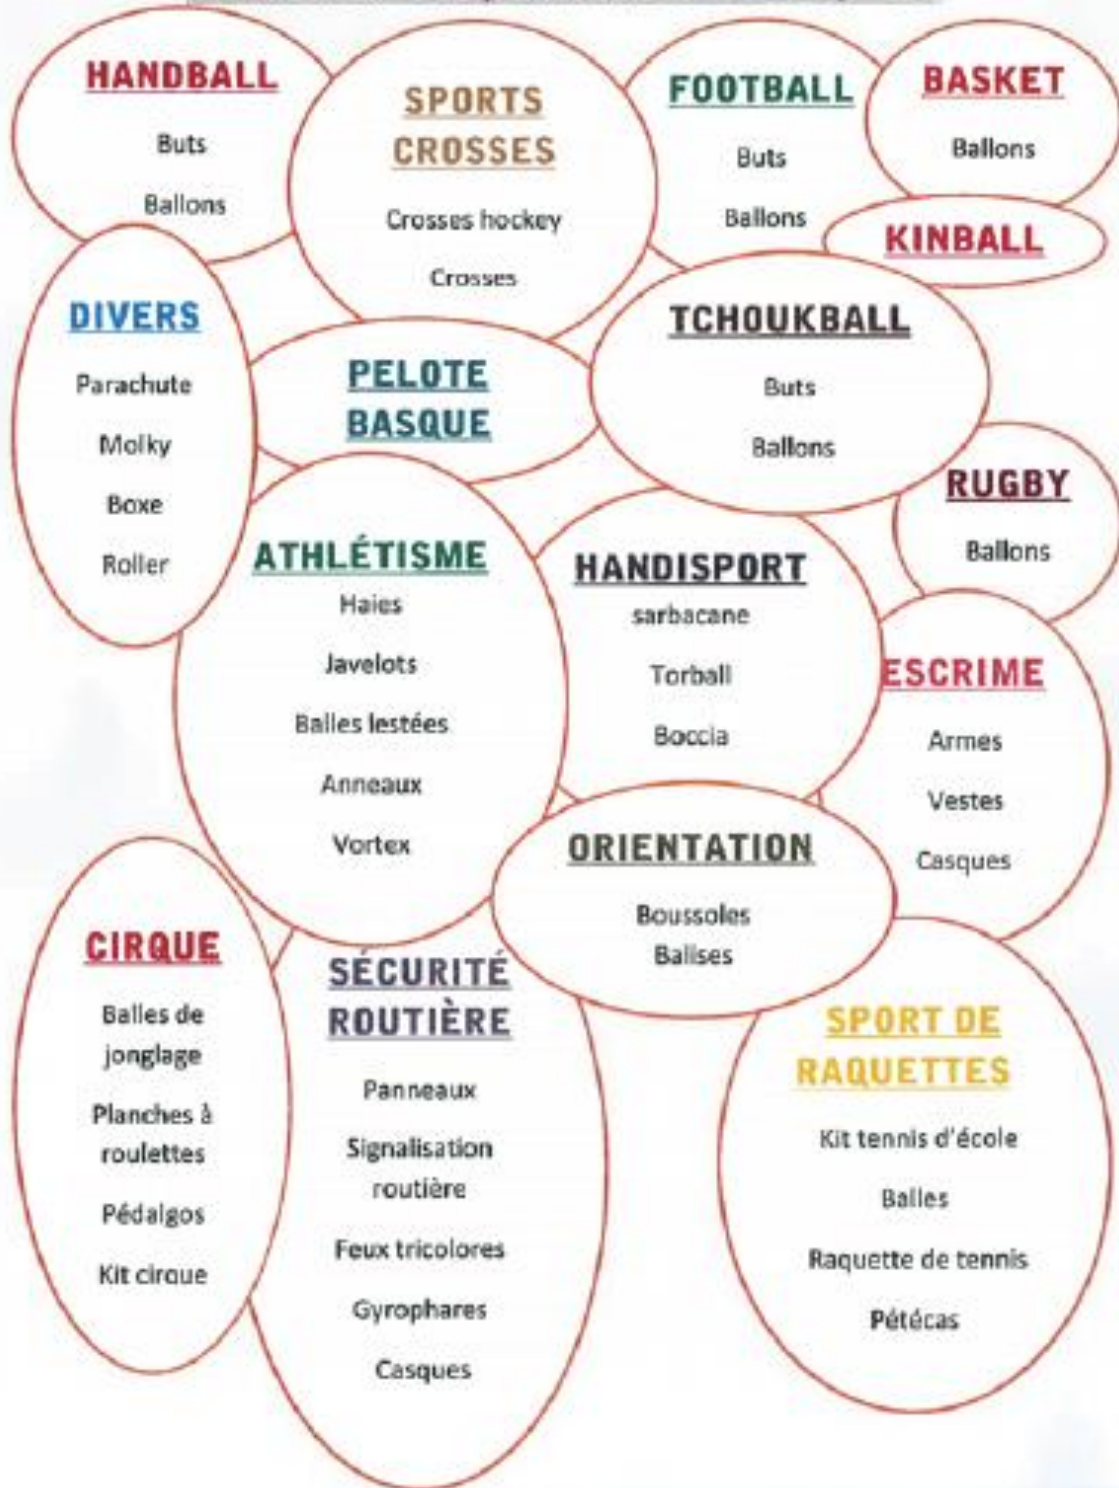 HANDBALL
Buts
Ballons
SPORTS
CROSSES
Crosses hockey
Crosses
FOOTBALL
Buts
Ballons
BASKET
Ballons
KINBALL
DIVERS
Parachute
Molky
Boxe
Roller
PELOTE
BASQUE
TCHOUKBALL
Buts
Ballons
RUGBY
Ballons
ATHLÉTISME
Haies
Javelots
Balles lestées
Anneaux
Vortex
HANDISPORT
sarbacane
Torball
Boccia
ESCRIME
Armes
Vestes
Casques
ORIENTATION
Boussoles
Balises
CIRQUE
Balles de
jonglage
Planches à
roulettes
Pédalgos
Kit cirque
SÉCURITÉ
ROUTIÈRE
Panneaux
Signalisation
routière
Feux tricolores
Gyrophares
Casques
SPORT DE
RAQUETTES
Kit tennis d'école
Balles
Raquette de tennis
Pétécas